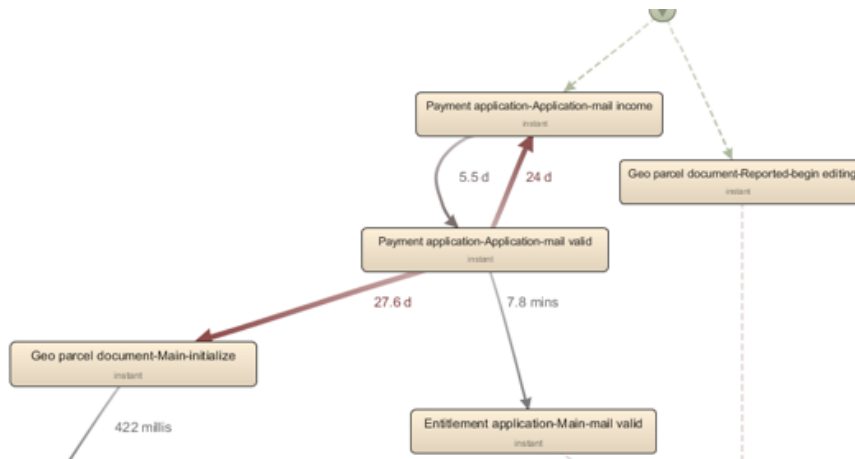 Payment application-Application-mail income
instant
5.5 d
24 d
Geo parcel document-Reported-begin editing
instant
Payment application-Application-mail valid
instant
27.6 d
7.8 mins
Geo parcel document-Main-initialize
instant
422 millis
Entitlement application-Main-mail valid
instant